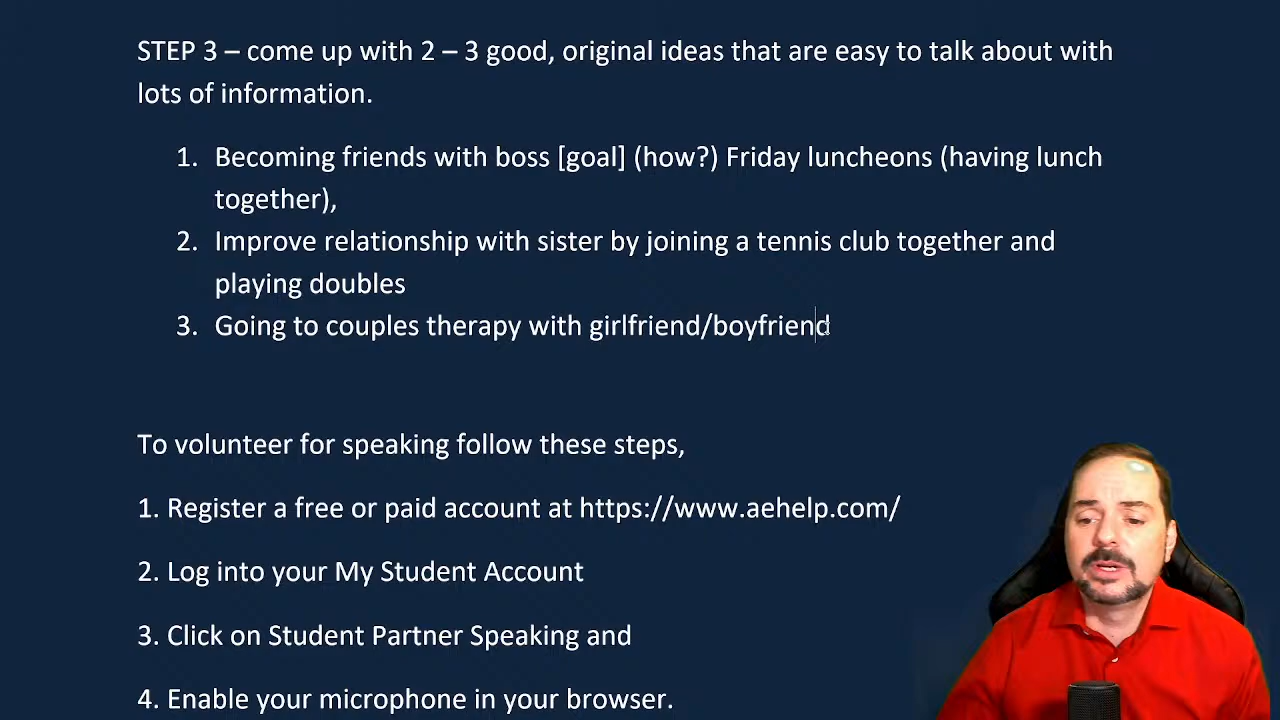 STEP 3 – come up with 2 – 3 good, original ideas that are easy to talk about with
lots of information.
1. Becoming friends with boss [goal] (how?) Friday luncheons (having lunch
together),
2. Improve relationship with sister by joining a tennis club together and
playing doubles
3. Going to couples therapy with girlfriend/boyfriend
To volunteer for speaking follow these steps,
1. Register a free or paid account at https://www.aehelp.com/
2. Log into your My Student Account
3. Click on Student Partner Speaking and
4. Enable your microphone in your browser.